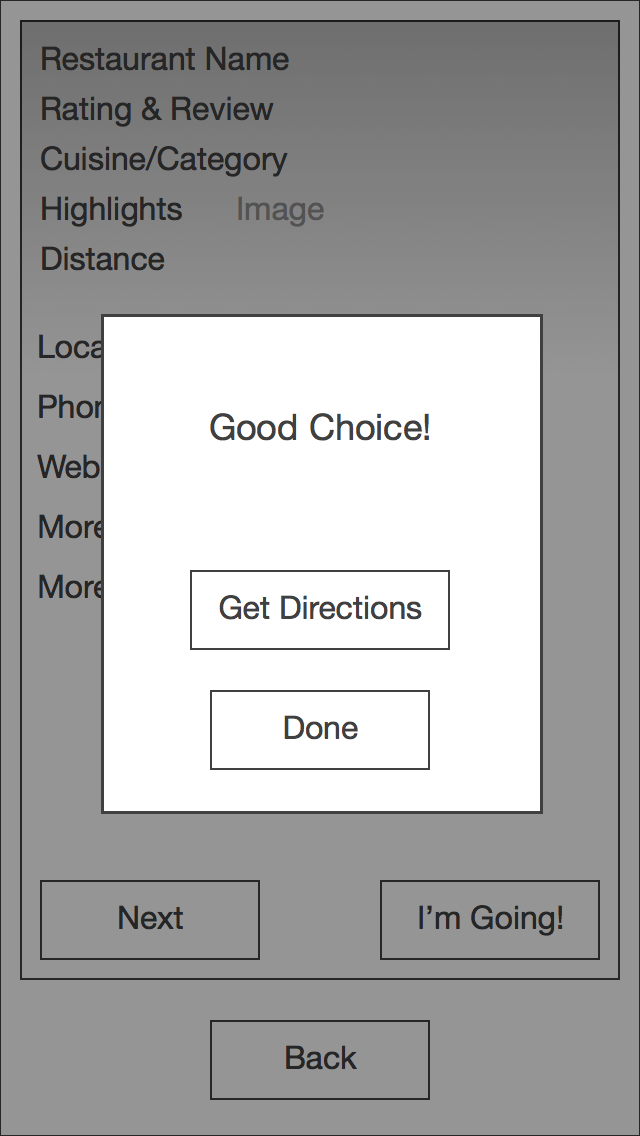 Restaurant Name
Rating & Review
Cuisine/Category
Highlights Image
Distance
Loca
Phon
Web
More
More
Good Choice!
Get Directions
Done
Next
I’m Going!
Back